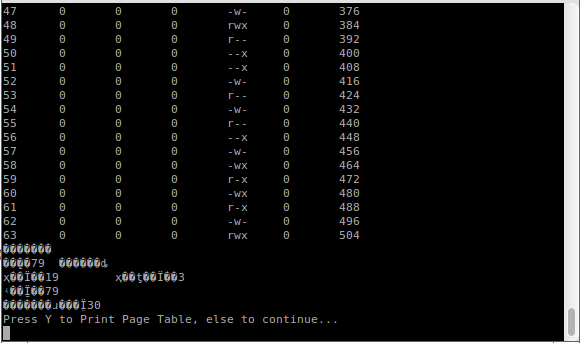 47 0 0 0 -w- 0 376
48 0 0 0 rwx 0 384
49 0 0 0 r-- 0 392
50 0 0 0 --x 0 400
51 0 0 0 --x 0 408
52 0 0 0 -w- 0 416
53 0 0 0 r-- 0 424
54 0 0 0 -w- 0 432
55 0 0 0 r-- 0 440
56 0 0 0 --x 0 448
57 0 0 0 -w- 0 456
58 0 0 0 -wx 0 464
59 0 0 0 r-x 0 472
60 0 0 0 -wx 0 480
61 0 0 0 r-x 0 488
62 0 0 0 -w- 0 496
63 0 0 0 rwx 0 504
�������
Press Y to Print Page Table, else to continue...